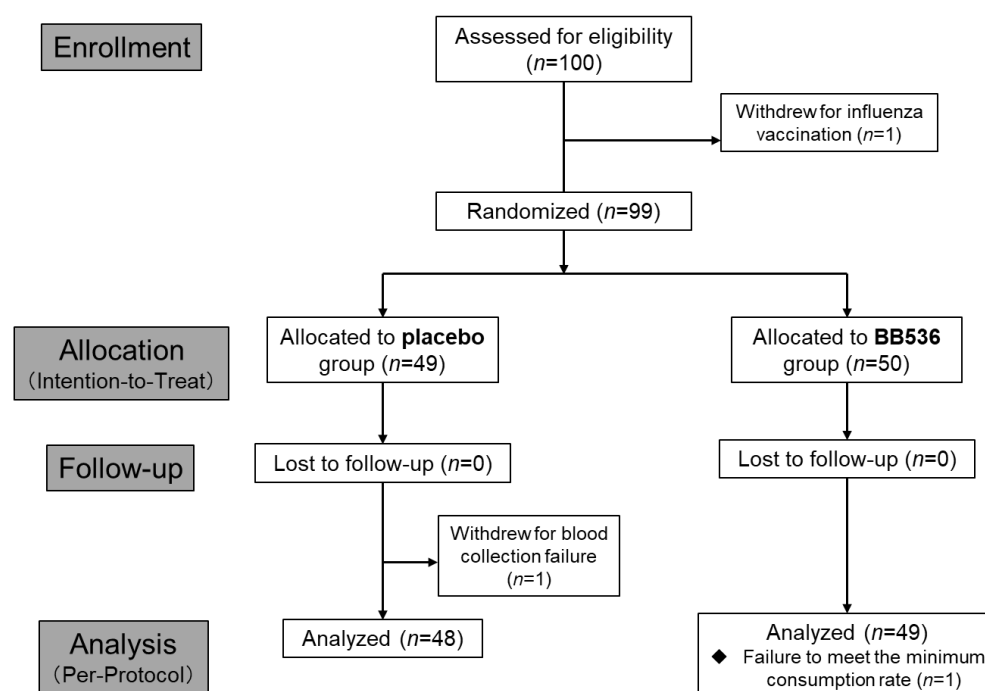 Enrollment
Assessed for eligibility
(n=100)
Withdrew for influenza
vaccination (n=1)
Randomized (n=99)
Allocation
（Intention-to-Treat）
Allocated to placebo
group (n=49)
Allocated to BB536
group (n=50)
Follow-up
Lost to follow-up (n=0)
Lost to follow-up (n=0)
Withdrew for blood
collection failure
(n=1)
Analysis
（Per-Protocol）
Analyzed (n=48)
Analyzed (n=49)
◆ Failure to meet the minimum
consumption rate (n=1)